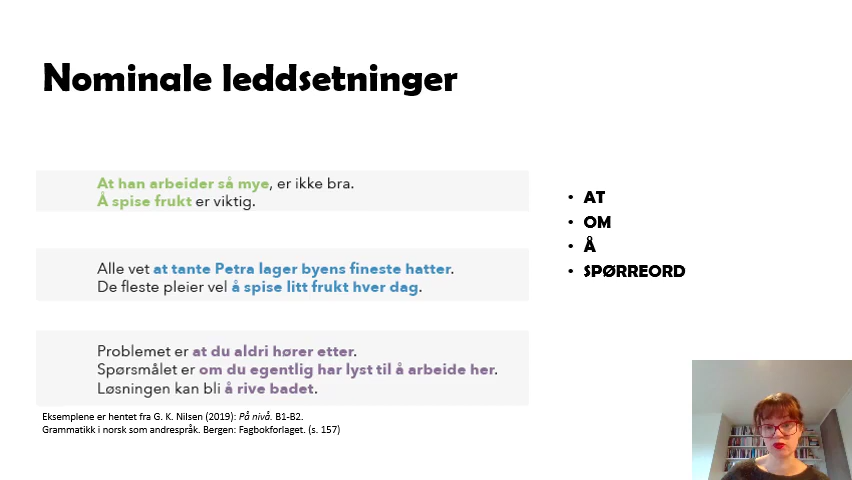 Nominale leddsetninger
At han arbeider så mye, er ikke bra.
Å spise frukt er viktig.
Alle vet at tante Petra lager byens fineste hatter.
De fleste pleier vel å spise litt frukt hver dag.
Problemet er at du aldri hører etter.
Spørsmålet er om du egentlig har lyst til å arbeide her.
Løsningen kan bli å rive badet.
Eksemplene er hentet fra G. K. Nilsen (2019): På nivå. B1-B2.
Grammatikk i norsk som andrespråk. Bergen: Fagbokforlaget. (s. 157)
• AT
• OM
• Å
• SPØRREORD